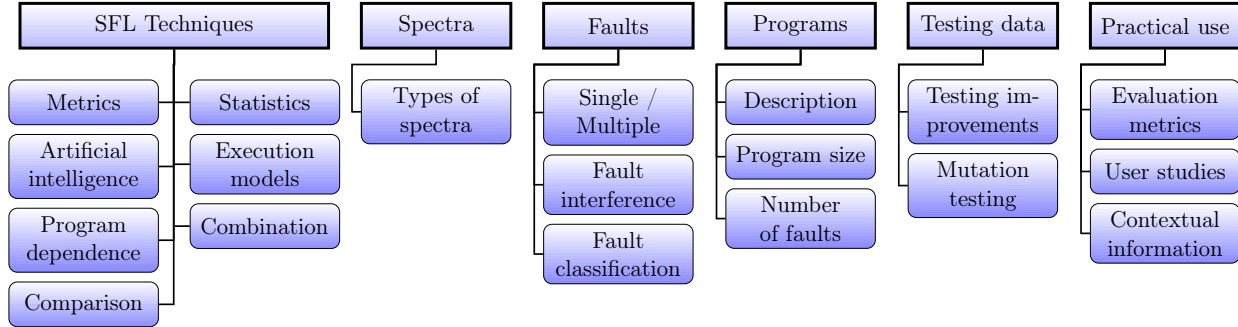 SFL Techniques
Metrics
Artificial
intelligence
Program
dependence
Comparison
Statistics
Execution
models
Combination
Spectra
Types of
spectra
Faults
Single /
Multiple
Fault
interference
Fault
classification
Programs
Description
Program size
Number
of faults
Testing data
Testing im-
provements
Mutation
testing
Practical use
Evaluation
metrics
User studies
Contextual
information